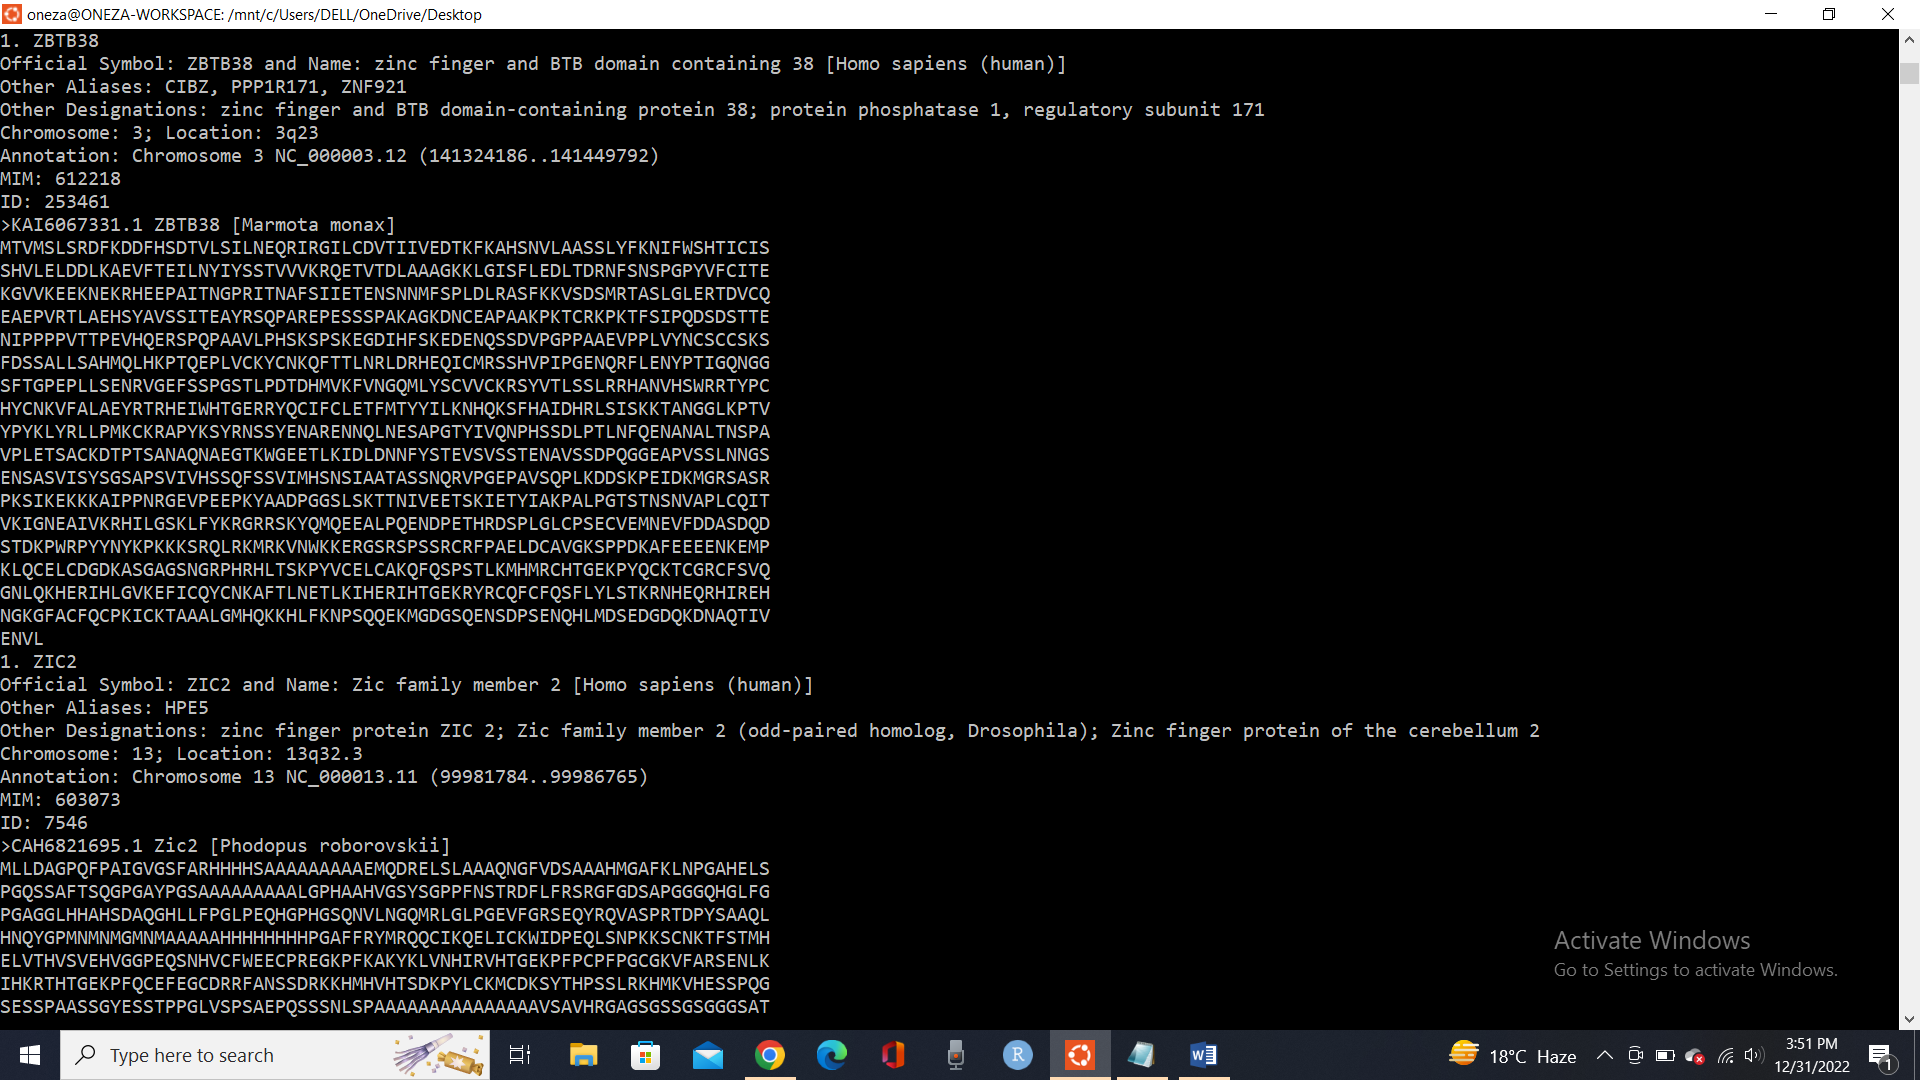 oneza@ONEZA-WORKSPACE: /mnt/c/Users/DELL/OneDrive/Desktop
1. ZBTB38
Official Symbol: ZBTB38 and Name: zinc finger and BTB domain containing 38 [Homo sapiens (human)]
Other Aliases: CIBZ, PPP1R171, ZNF921
Other Designations: zinc finger and BTB domain-containing protein 38; protein phosphatase 1, regulatory subunit 171
Chromosome: 3; Location: 3q23
Annotation: Chromosome 3 NC_000003.12 (141324186..141449792)
MIM: 612218
ID: 253461
>KAI6067331.1 ZBTB38 [Marmota monax]
MTVMSLSRDFKDDFHSDTVLSILNEQRIRGILCDVTIIVEDTKFKAHSNVLAASSLYFKNIFWSHTICIS
SHVLELDDLKAEVFTEILNYIYSSTVVVKRQETVTDLAAAGKKLGISFLEDLTDRNFSNSPGPYVFCITE
KGVVKEEKNEKRHEEPAITNGPRITNAFSIIETENSNNMFSPLDLRASFKKVSDSMRTASLGLERTDVCQ
EAEPVRTLAEHSYAVSSITEAYRSQPAREPESSSPAKAGKDNCEAPAAKPKTCRKPKTFSIPQDSDSTTE
NIPPPPVTTPEVHQERSPQPAAVLPHSKSPSKEGDIHFSKEDENQSSDVPGPPAAEVPPLVYNCSCCSKS
FDSSALLSAHMQLHKPTQEPLVCKYCNKQFTTLNRLDRHEQICMRSSHVPIPGENQRFLENYPTIGQNGG
SFTGPEPLLSENRVGEFSSPGSTLPDTDHMVKFVNGQMLYSCVVCKRSYVTLSSLRRHANVHSWRRTYPC
HYCNKVFALAEYRTRHEIWHTGERRYQCIFCLETFMTYYILKNHQKSFHAIDHRLSISKKTANGGLKPTV
YPYKLYRLLPMKCKRAPYKSYRNSSYENARENNQLNESAPGTYIVQNPHSSDLPTLNFQENANALTNSPA
VPLETSACKDTPTSANAQNAEGTKWGEETLKIDLDNNFYSTEVSVSSTENAVSSDPQGGEAPVSSLNNGS
ENSASVISYSGSAPSVIVHSSQFSSVIMHSNSIAATASSNQRVPGEPAVSQPLKDDSKPEIDKMGRSASR
PKSIKEKKKAIPPNRGEVPEEPKYAADPGGSLSKTTNIVEETSKIETYIAKPALPGTSTNSNVAPLCQIT
VKIGNEAIVKRHILGSKLFYKRGRRSKYQMQEEALPQENDPETHRDSPLGLCPSECVEMNEVFDDASDQD
STDKPWRPYYNYKPKKKSRQLRKMRKVNWKKERGSRSPSSRCRFPAELDCAVGKSPPDKAFEEEENKEMP
KLQCELCDGDKASGAGSNGRPHRHLTSKPYVCELCAKQFQSPSTLKMHMRCHTGEKPYQCKTCGRCFSVQ
GNLQKHERIHLGVKEFICQYCNKAFTLNETLKIHERIHTGEKRYRCQFCFQSFLYLSTKRNHEQRHIREH
NGKGFACFQCPKICKTAAALGMHQKKHLFKNPSQQEKMGDGSQENSDPSENQHLMDSEDGDQKDNAQTIV
ENVL
1. ZIC2
Official Symbol: ZIC2 and Name: Zic family member 2 [Homo sapiens (human)]
Other Aliases: HPE5
Other Designations: zinc finger protein ZIC 2; Zic family member 2 (odd-paired homolog, Drosophila); Zinc finger protein of the cerebellum 2
Chromosome: 13; Location: 13q32.3
Annotation: Chromosome 13 NC_000013.11 (99981784..99986765)
MIM: 603073
ID: 7546
>CAH6821695.1 Zic2 [Phodopus roborovskii]
MLLDAGPQFPAIGVGSFARHHHHSAAAAAAAAAEMQDRELSLAAAQNGFVDSAAAHMGAFKLNPGAHELS
PGQSSAFTSQGPGAYPGSAAAAAAAAALGPHAAHVGSYSGPPFNSTRDFLFRSRGFGDSAPGGGQHGLFG
PGAGGLHHAHSDAQGHLLFPGLPEQHGPHGSQNVLNGQMRLGLPGEVFGRSEQYRQVASPRTDPYSAAQL
HNQYGPMNMNMGMNMAAAAAHHHHHHHHPGAFFRYMRQQCIKQELICKWIDPEQLSNPKKSCNKTFSTMH
ELVTHVSVEHVGGPEQSNHVCFWEECPREGKPFKAKYKLVNHIRVHTGEKPFPCPFPGCGKVFARSENLK
IHKRTHTGEKPFQCEFEGCDRRFANSSDRKKHMHVHTSDKPYLCKMCDKSYTHPSSLRKHMKVHESSPQG
SESSPAASSGYESSTPPGLVSPSAEPQSSSNLSPAAAAAAAAAAAAAAAVSAVHRGAGSGSSGSGGGSAT
Activate Windows
Go to Settings to activate Windows.
Type here to search
18°C Haze
3:51 PM
12/31/2022
1